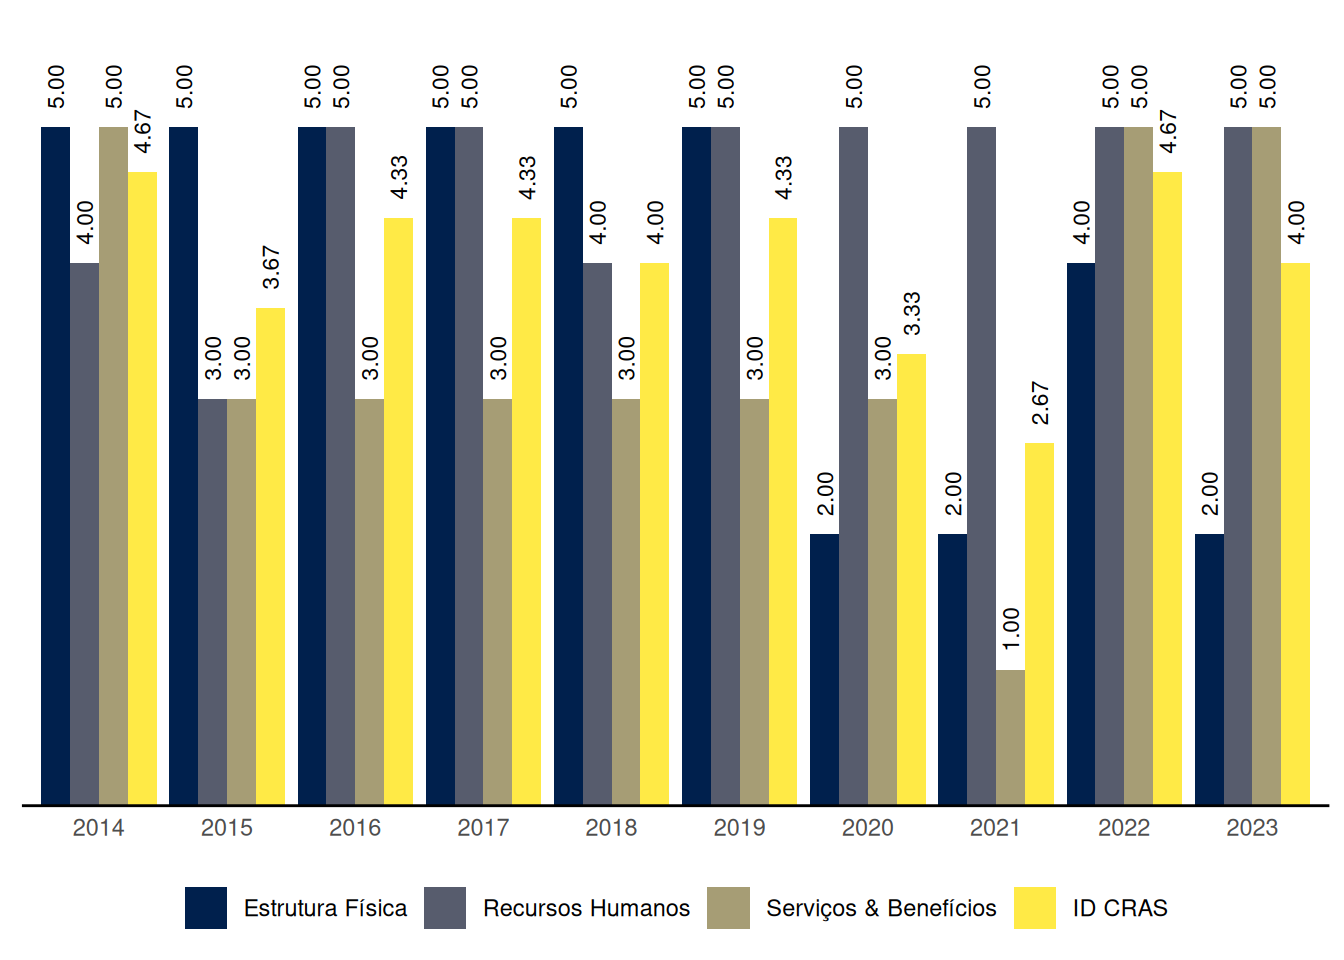 5.00 4.00 5.00 4.67 5.00 3.00 3.00 3.67 5.00 5.00 3.00 4.33 5.00 5.00 3.00 4.33 5.00 4.00 3.00 4.00 5.00 5.00 3.00 4.33 2.00 5.00 3.00 3.33 2.00 5.00 1.00 2.67 4.00 5.00 5.00 4.67 2.00 5.00 5.00 4.00
2014 2015 2016 2017 2018 2019 2020 2021 2022 2023
Estrutura Física Recursos Humanos Serviços & Benefícios ID CRAS